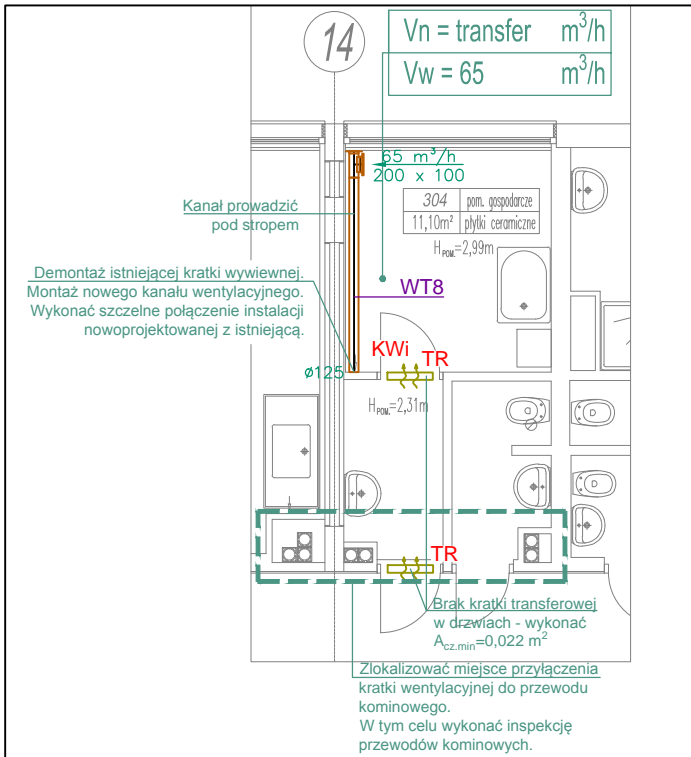 14
Vn = transfer m³/h
Vw = 65 m³/h
65 m³/h
200 x 100
304 pom. gospodarcze
11,10m² płytki ceramiczne
H POM.=2,99m
Kanał prowadzić
pod stropem
Demontaż istniejącej kratki wywiewnej.
Montaż nowego kanału wentylacyjnego.
Wykonać szczelne połączenie instalacji
nowoprojektowanej z istniejącą.
WT8
KWi
TR
ø125
H POM.=2,31m
TR
Brak kratki transferowej
w drzwiach - wykonać
A cz.min=0,022 m²
Zlokalizować miejsce przyłączenia
kratki wentylacyjnej do przewodu
kominowego.
W tym celu wykonać inspekcję
przewodów kominowych.